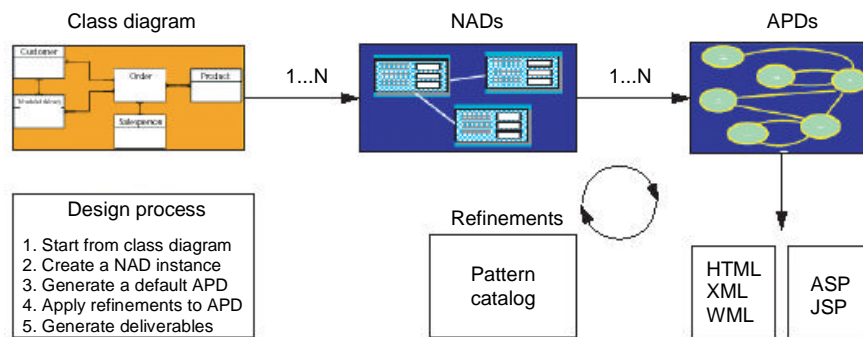 Class diagram
NADs
APDs
Customer
Order
Product
Salesperson
1...N
1...N
Design process
1. Start from class diagram
2. Create a NAD instance
3. Generate a default APD
4. Apply refinements to APD
5. Generate deliverables
Refinements
Pattern
catalog
HTML
XML
WML
ASP
JSP